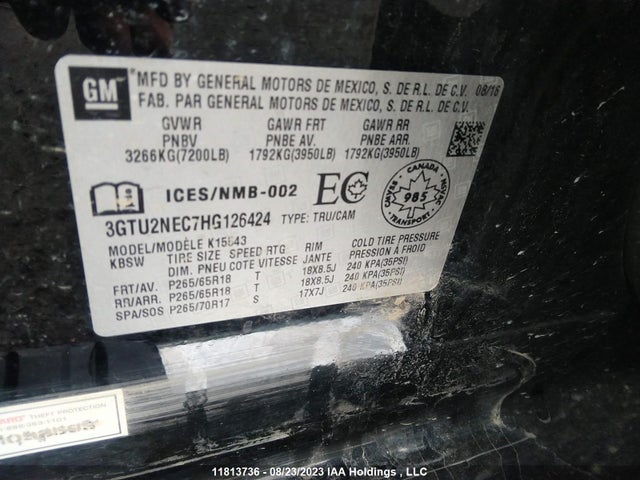 GM
*MFD BY GENERAL MOTORS DE MEXICO, S. DE R.L. DE C.V. 08/16
FAB. PAR GENERAL MOTORS DE MEXICO, S. DE R.L. DE C.V.
GVWR GAWR FRT GAWR RR
PNBV PNBE AV. PNBE ARR.
3266KG(7200LB) 1792KG(3950LB) 1792KG(3950LB)
ICES/NMB-002 EC CANADA CMVSS NSVAC 985 TRANSPORT
3GTU2NEC7HG126424 TYPE: TRU/CAM
MODEL/MODÈLE K15543
KBSW TIRE SIZE SPEED RTG RIM COLD TIRE PRESSURE
DIM. PNEU COTE VITESSE JANTE PRESSION À FROID
FRT/AV. P265/65R18 T 18X8.5J 240 KPA(35PSI)
RR/ARR. P265/65R18 T 18X8.5J 240 KPA(35PSI)
SPA/SOS P265/70R17 S 17X7J 240 KPA(35PSI)
THEFT PROTECTION
11813736 - 08/23/2023 IAA Holdings , LLC